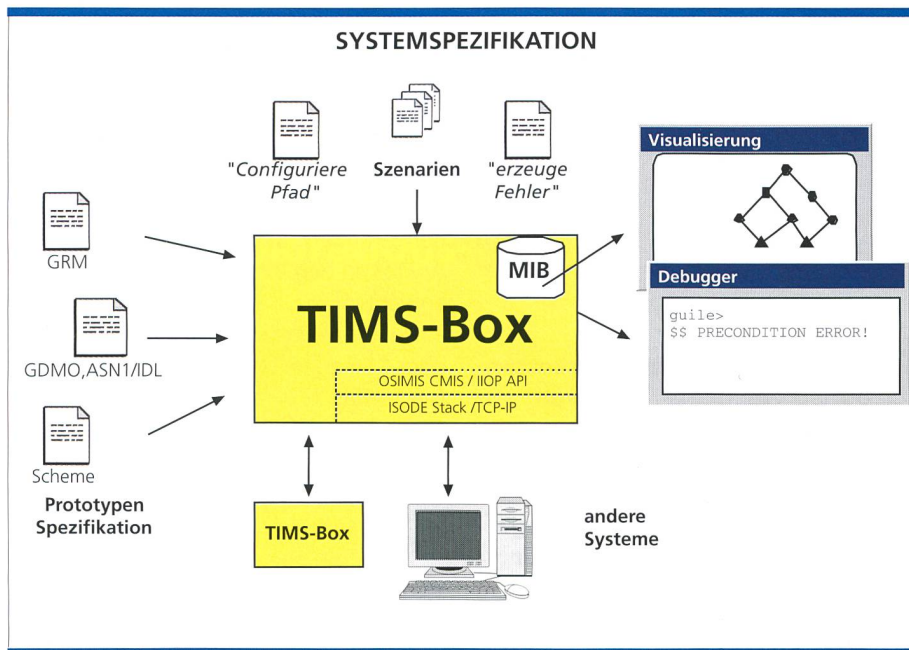 SYSTEMSPEZIFIKATION
"Configuriere
Pfad"
Szenarien
"erzeuge
Fehler"
Visualisierung
GRM
MIB
TIMS-Box
Debugger
guile>
$$ PRECONDITION ERROR!
GDMO,ASN1/IDL
OSIMIS CMIS / IIOP API
ISODE Stack /TCP-IP
Scheme
Prototypen
Spezifikation
TIMS-Box
andere
Systeme